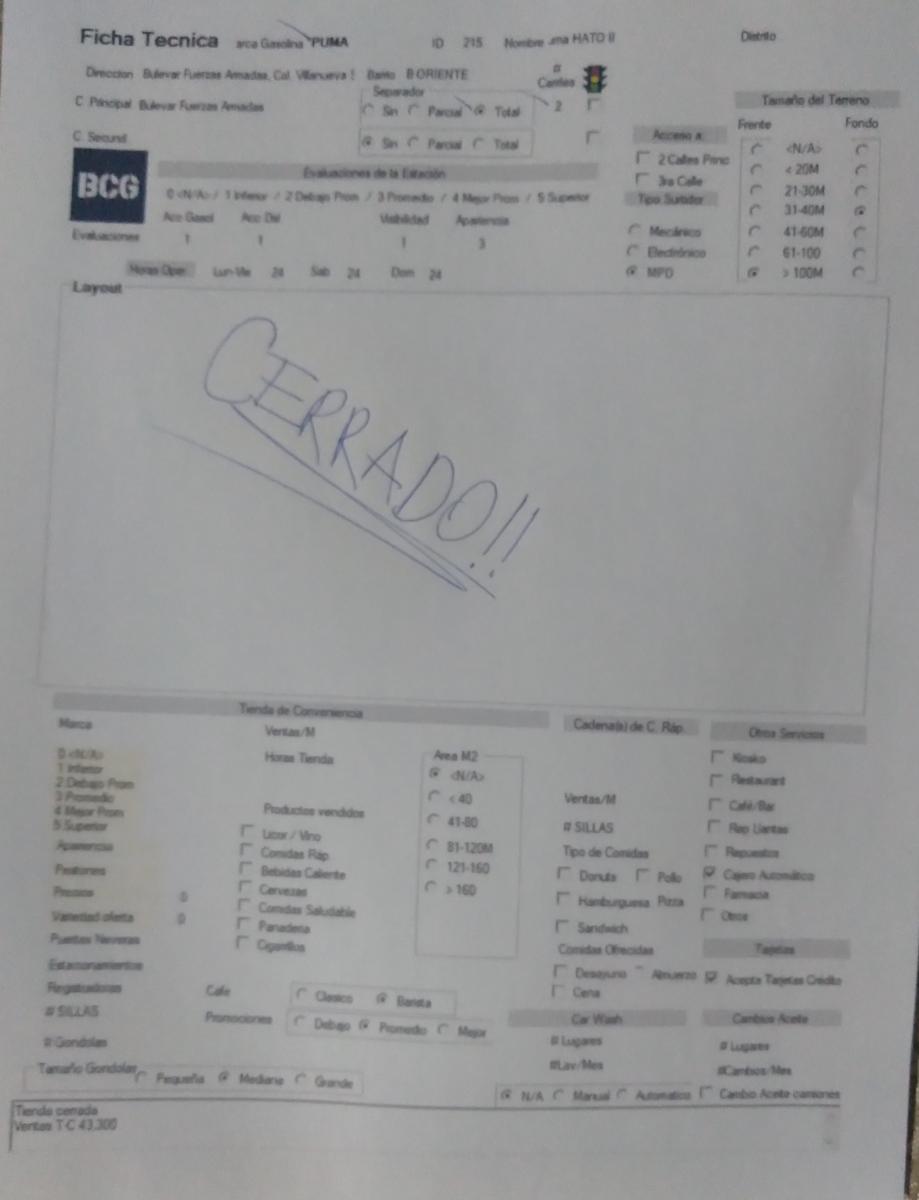 Ficha Tecnica arca Gasolina PUMA ID 215 Nombre uma HATO II Distrito
Direccion Bulevar Fuerzas Armadas, Col. Villanueva S Barrio B.ORIENTE # Carriles
C. Principal Bulevar Fuerzas Armadas Separador Sin Parcial Total 2
C. Secund Sin Parcial Total
Acceso a:
2 Calles Princ
3ra Calle
Tamaño del Terreno
Frente Fondo
<N/A>
< 20M
21-30M
31-40M
41-60M
61-100
> 100M
BCG
Evaluaciones de la Estación
0 <N/A> / 1 Inferior / 2 Debajo Prom / 3 Promedio / 4 Mejor Prom / 5 Superior
Acc Gasol Acc Del Visibilidad Apariencia
Evaluaciones 1 1 1 3
Tipo Surtidor
Mecánico
Electrónico
MPD
Horas Oper Lun-Vie 24 Sab 24 Dom 24
Layout
CERRADO!!
Tienda de Conveniencia
Marca
0 <N/A>
1 Inferior
2 Debajo Prom
3 Promedio
4 Mejor Prom
5 Superior
Apariencia
Precios 0
Variedad oferta 0
Puertas Neveras
Estacionamientos
Registradoras
# SILLAS
# Gondolas
Ventas/M
Horas Tienda
Productos vendidos
Licor / Vino
Comidas Ráp
Bebidas Caliente
Cervezas
Comidas Saludable
Panaderia
Cigarrillos
Area M2
<N/A>
< 40
41-80
81-120M
121-160
> 160
Cafe Clasico Barista
Promociones Debajo Promedio Mejor
Tamaño Gondolas Pequeña Mediana Grande
Cadena(s) de C. Ráp.
Ventas/M
# SILLAS
Tipo de Comidas
Donuts Pollo
Hamburguesa Pizza
Sandwich
Comidas Ofrecidas
Desayuno Almuerzo
Cena
Car Wash
# Lugares
#Lav/Mes
N/A Manual Automatico
Otros Servicios
Kiosko
Restaurant
Café/Bar
Rep Llantas
Repuestos
Cajero Automático
Farmacia
Otros
Tarjetas
Acepta Tarjetas Crédito
Cambios Aceite
# Lugares
#Cambios/Mes
Cambio Aceite camiones
Tienda cerrada
Ventas T-C 43,300